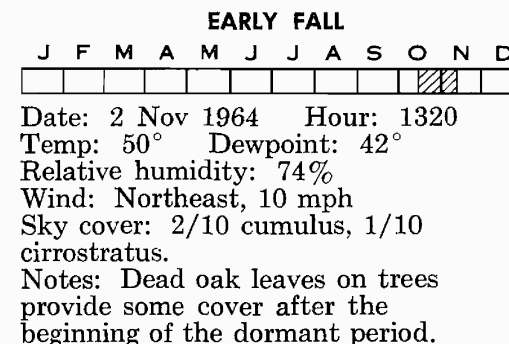 EARLY FALL
J F M A M J J A S O N D
Date: 2 Nov 1964 Hour: 1320
Temp: 50° Dewpoint: 42°
Relative humidity: 74%
Wind: Northeast, 10 mph
Sky cover: 2/10 cumulus, 1/10
cirrostratus.
Notes: Dead oak leaves on trees
provide some cover after the
beginning of the dormant period.